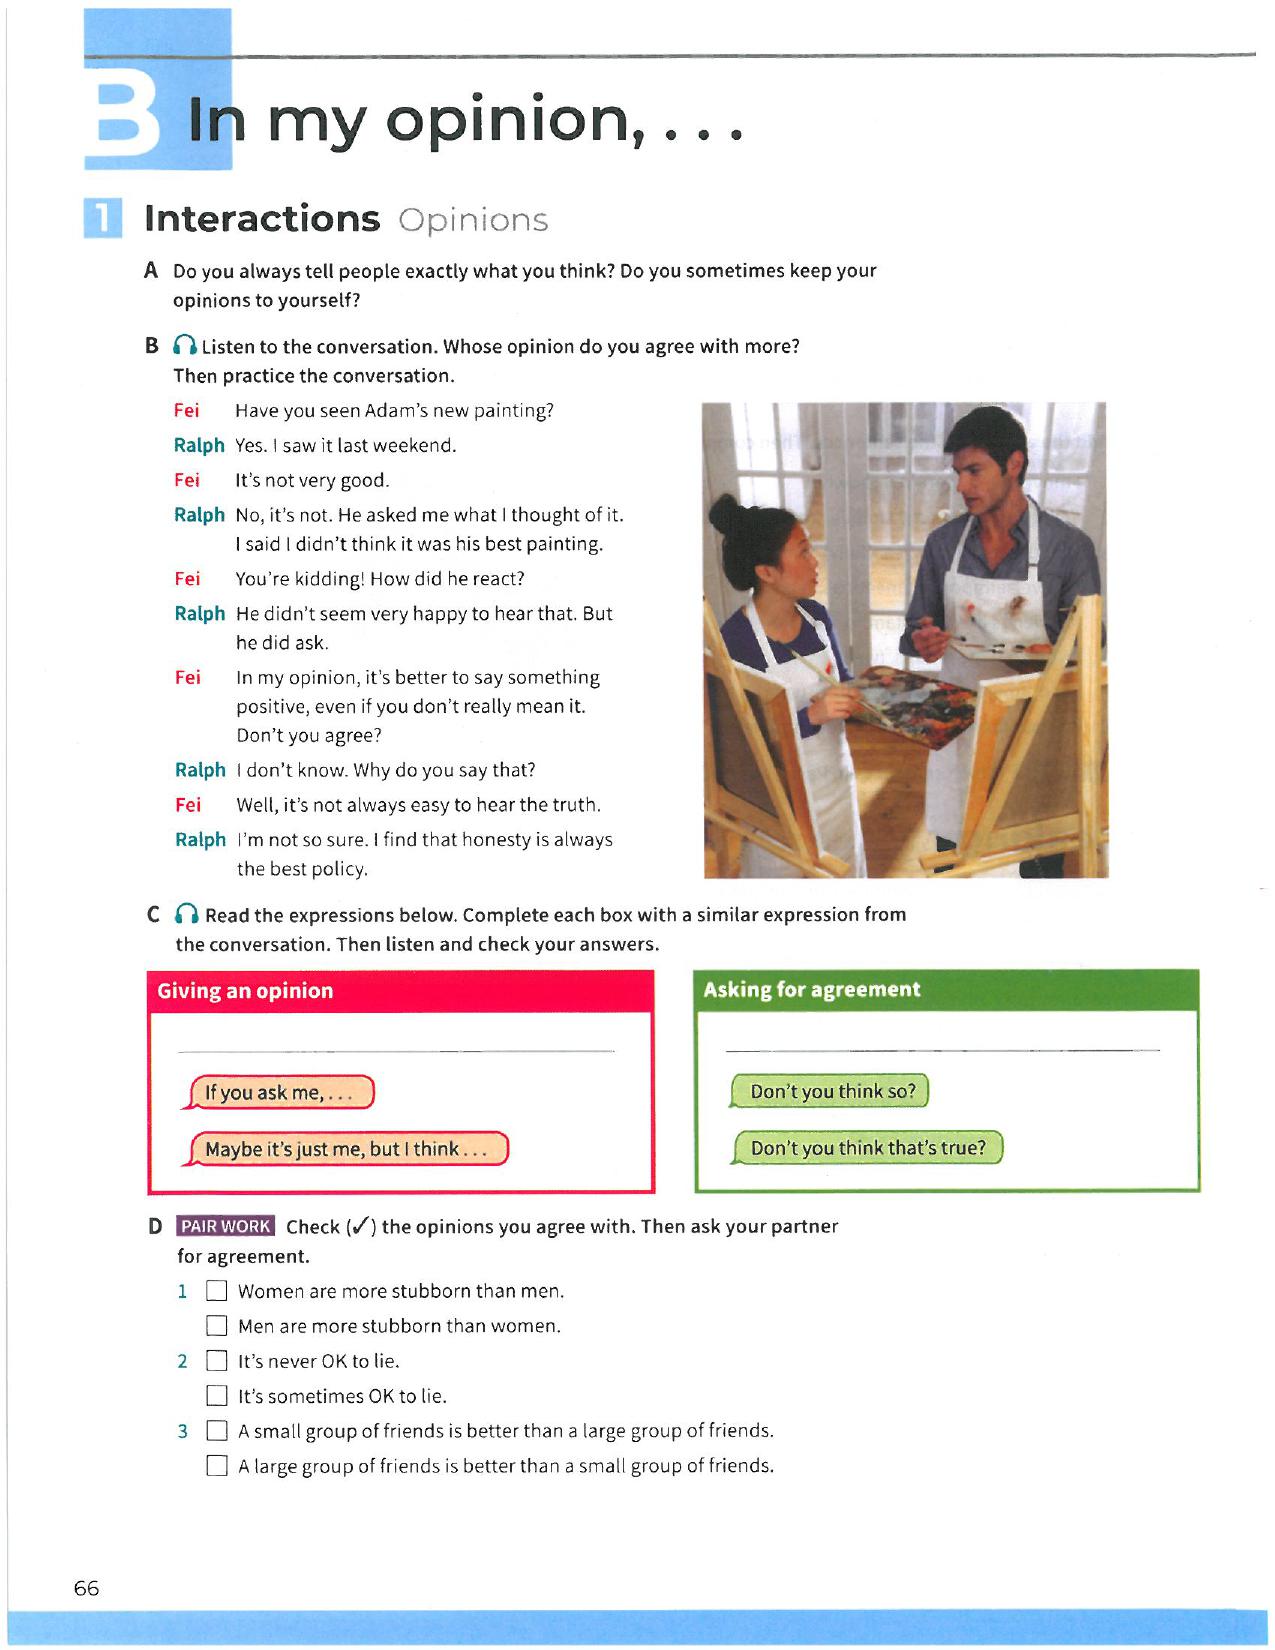 B In my opinion, . . .
1 Interactions Opinions
A Do you always tell people exactly what you think? Do you sometimes keep your
opinions to yourself?
B Listen to the conversation. Whose opinion do you agree with more?
Then practice the conversation.
Fei Have you seen Adam's new painting?
Ralph Yes. I saw it last weekend.
Fei It's not very good.
Ralph No, it's not. He asked me what I thought of it.
I said I didn't think it was his best painting.
Fei You're kidding! How did he react?
Ralph He didn't seem very happy to hear that. But
he did ask.
Fei In my opinion, it's better to say something
positive, even if you don't really mean it.
Don't you agree?
Ralph I don't know. Why do you say that?
Fei Well, it's not always easy to hear the truth.
Ralph I'm not so sure. I find that honesty is always
the best policy.
C Read the expressions below. Complete each box with a similar expression from
the conversation. Then listen and check your answers.
Giving an opinion
If you ask me, . . .
Maybe it's just me, but I think . . .
Asking for agreement
Don't you think so?
Don't you think that's true?
D PAIR WORK Check (✓) the opinions you agree with. Then ask your partner
for agreement.
1 ☐ Women are more stubborn than men.
☐ Men are more stubborn than women.
2 ☐ It's never OK to lie.
☐ It's sometimes OK to lie.
3 ☐ A small group of friends is better than a large group of friends.
☐ A large group of friends is better than a small group of friends.
66